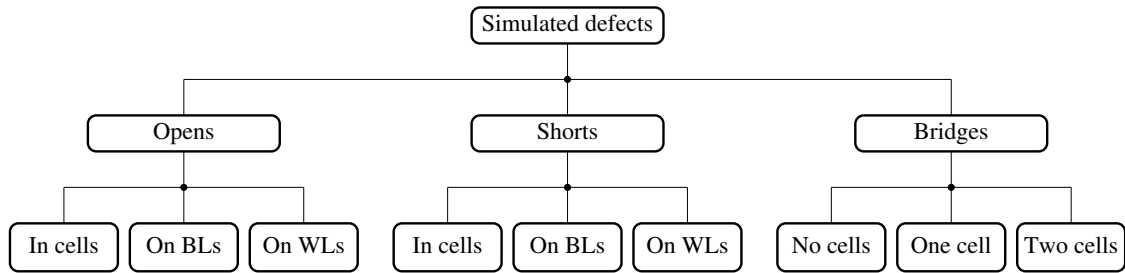 Simulated defects
Opens
Shorts
Bridges
In cells
On BLs
On WLs
In cells
On BLs
On WLs
No cells
One cell
Two cells